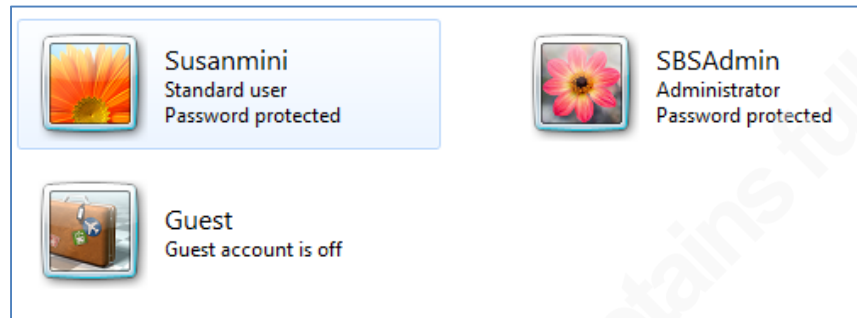 Susanmini
Standard user
Password protected
SBSAdmin
Administrator
Password protected
Guest
Guest account is off